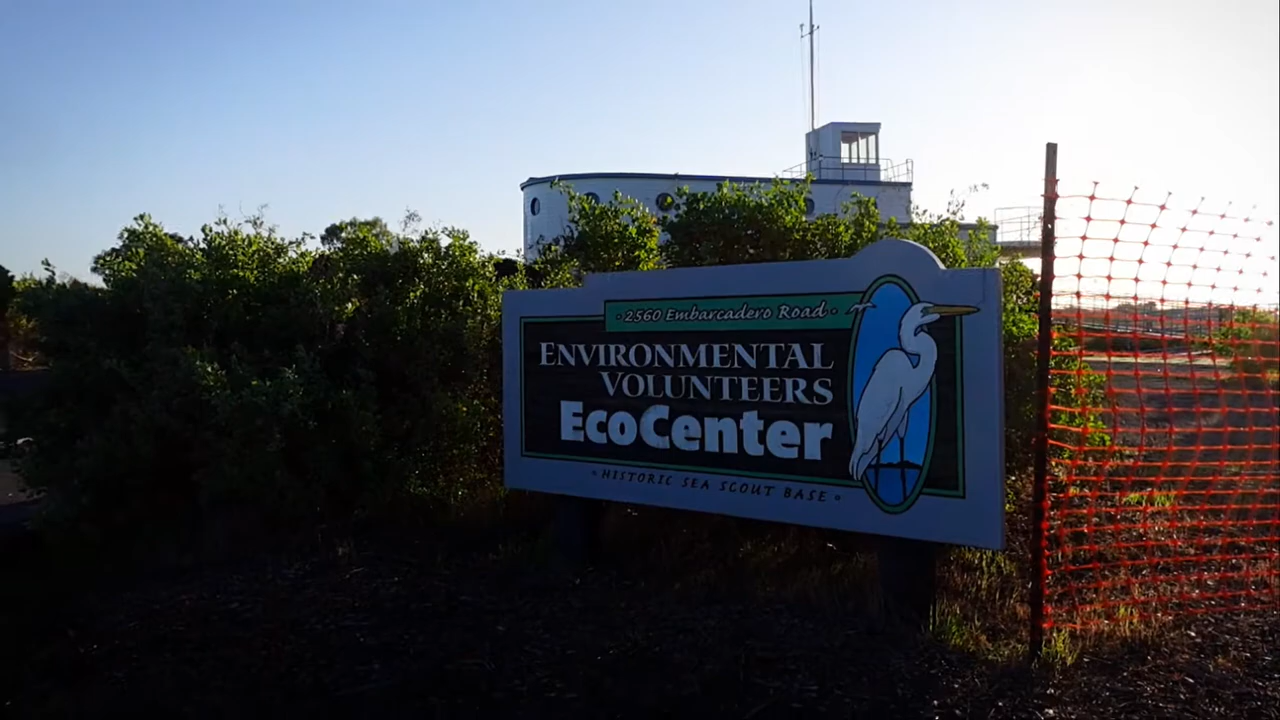 2560 Embarcadero Road
ENVIRONMENTAL
VOLUNTEERS
EcoCenter
HISTORIC SEA SCOUT BASE